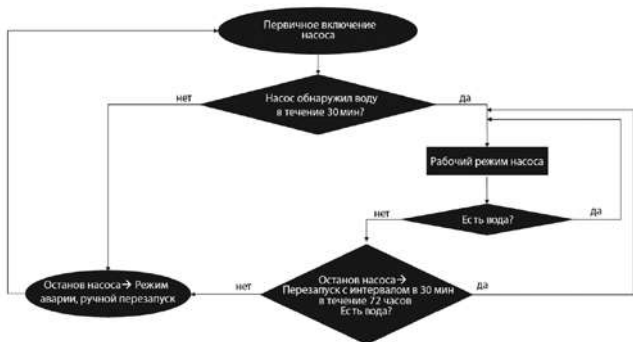 Первичное включение
насоса
нет
Насос обнаружил воду
в течение 30 мин?
да
Рабочий режим насоса
нет
Есть вода?
да
Останов насоса→ Режим
аварии, ручной перезапуск
нет
Останов насоса→
Перезапуск с интервалом в 30 мин
в течение 72 часов
Есть вода?
да